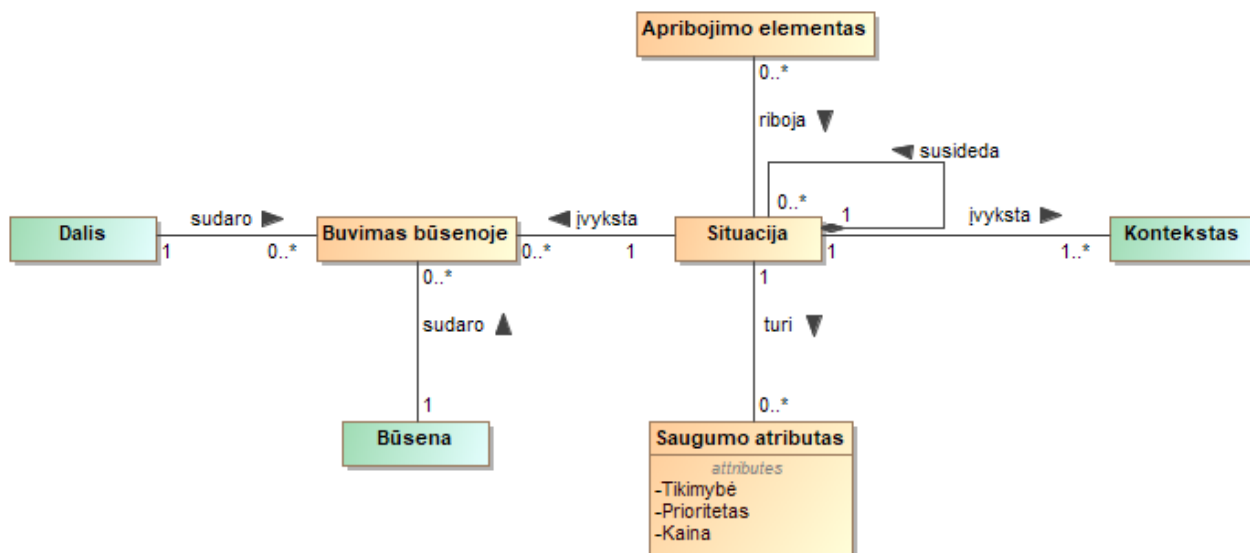 Apribojimo elementas
0..*
riboja
susideda
0..*
1
Dalis
sudaro
1
0..*
Buvimas būsenoje
įvyksta
0..*
1
Situacija
įvyksta
1
1..*
Kontekstas
0..*
sudaro
1
Būsena
1
turi
0..*
Saugumo atributas
attributes
-Tikimybė
-Prioritetas
-Kaina